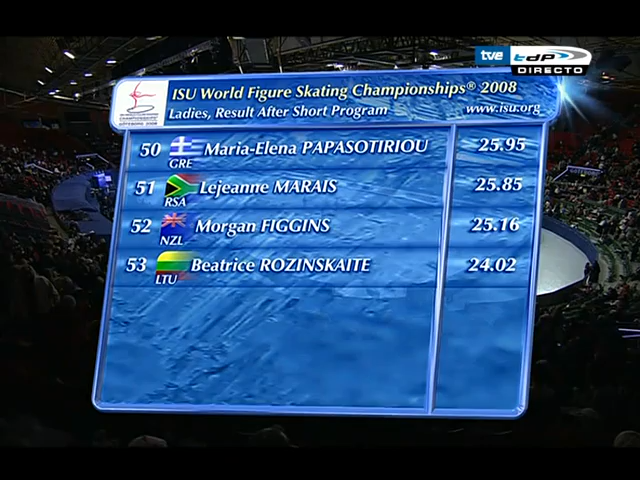 tve tdp
DIRECTO
ISU World Figure Skating Championships® 2008
Ladies, Result After Short Program www.isu.org
GÖTEBORG 2008
50 GRE Maria-Elena PAPASOTIRIOU 25.95
51 RSA Lejeanne MARAIS 25.85
52 NZL Morgan FIGGINS 25.16
53 LTU Beatrice ROZINSKAITE 24.02